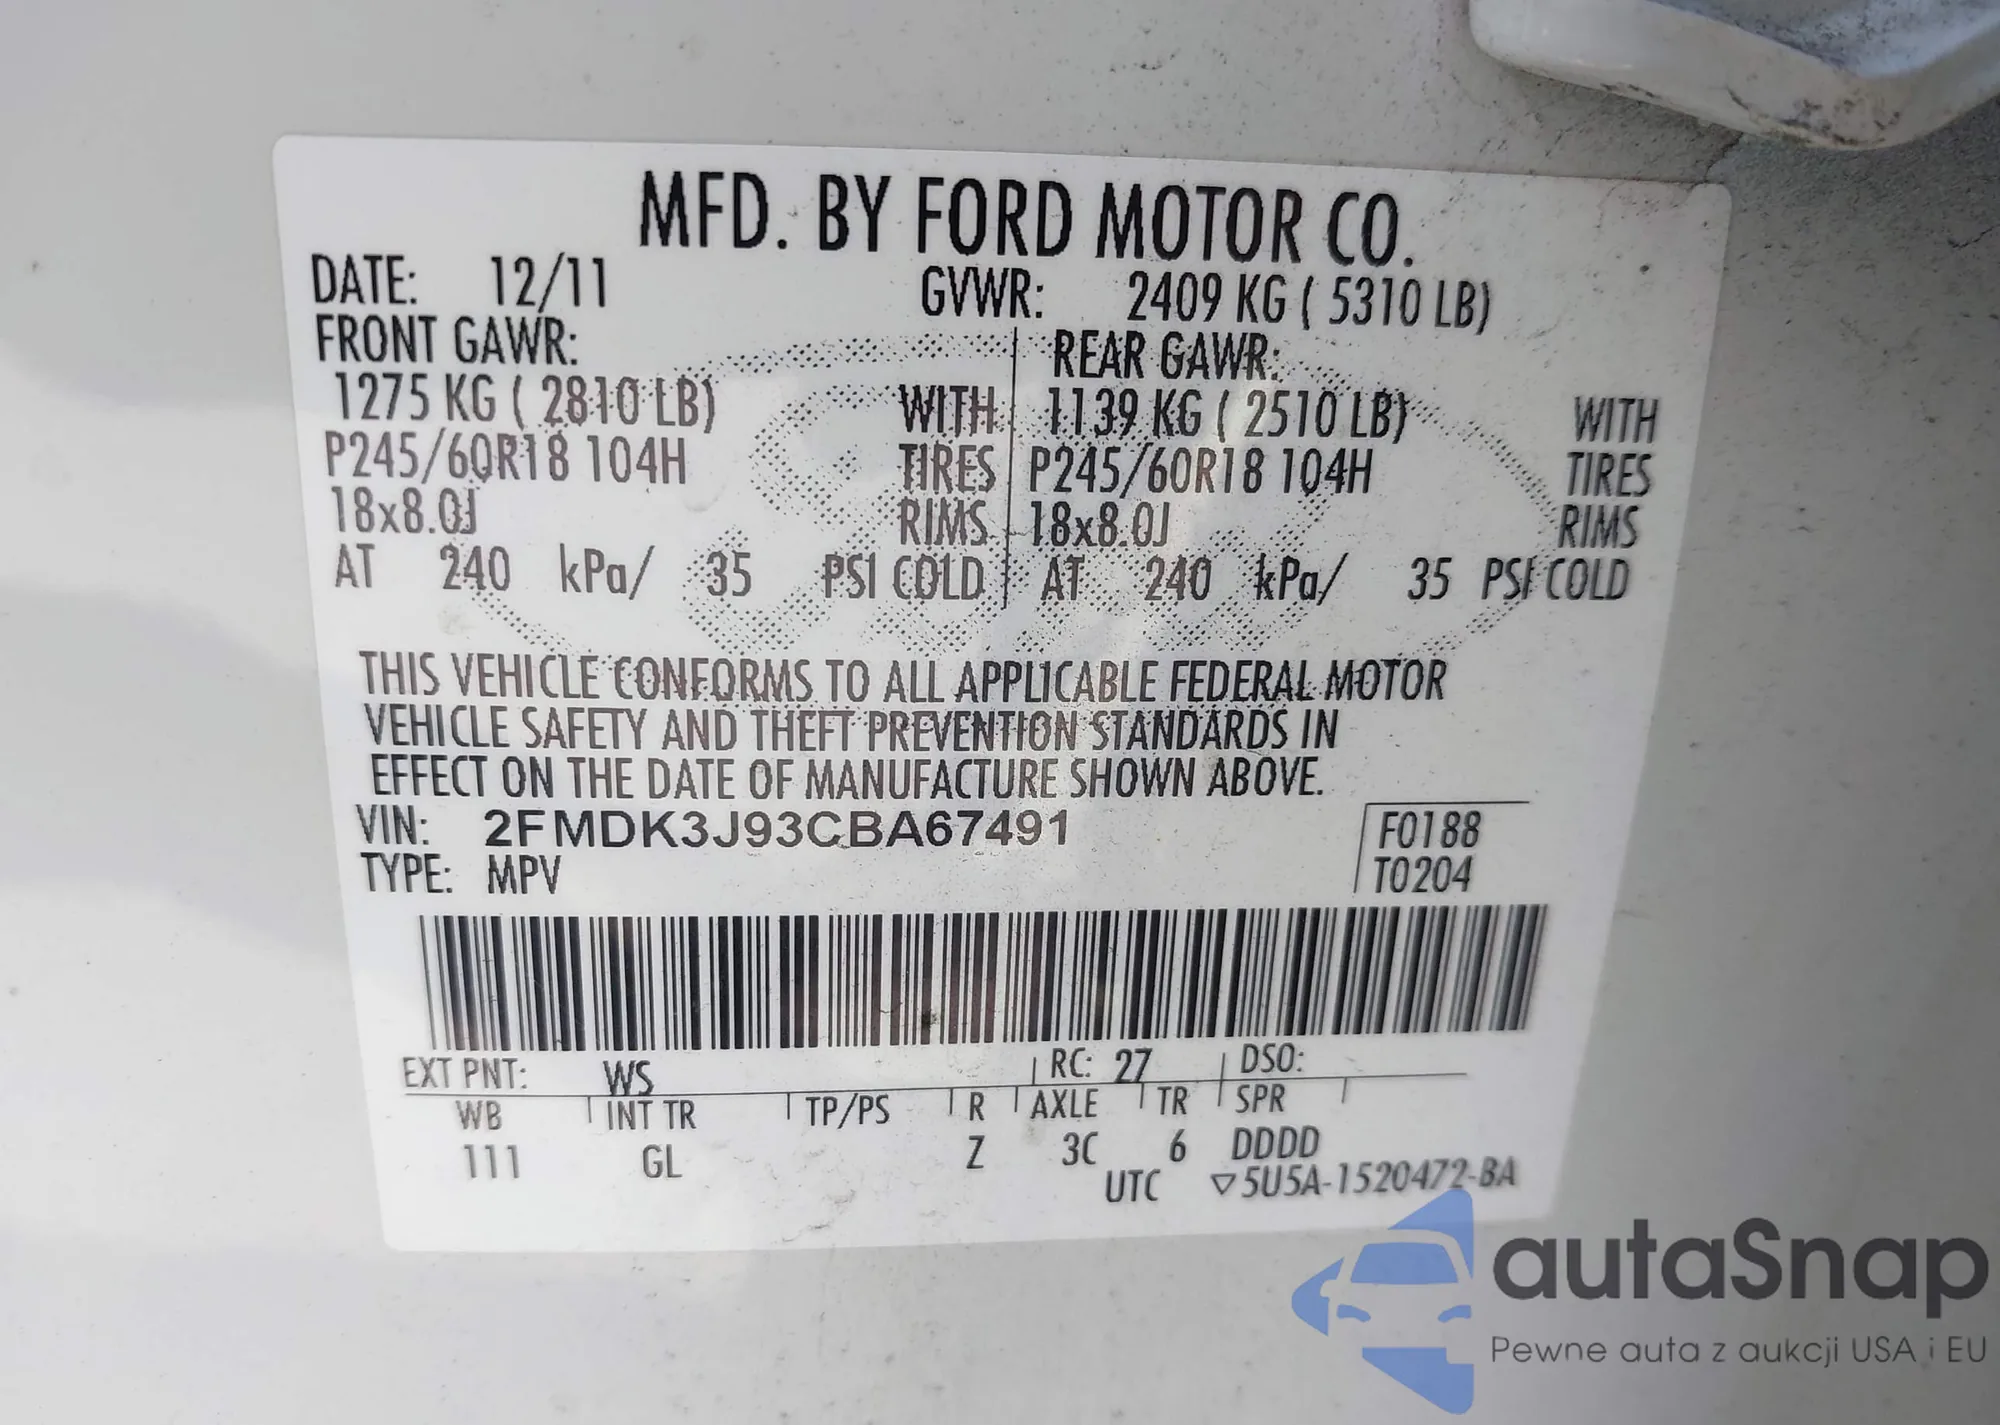 MFD. BY FORD MOTOR CO.
DATE: 12/11 GVWR: 2409 KG ( 5310 LB)
FRONT GAWR: REAR GAWR:
1275 KG ( 2810 LB) WITH 1139 KG ( 2510 LB) WITH
P245/60R18 104H TIRES P245/60R18 104H TIRES
18x8.0J RIMS 18x8.0J RIMS
AT 240 kPa/ 35 PSI COLD AT 240 kPa/ 35 PSI COLD
THIS VEHICLE CONFORMS TO ALL APPLICABLE FEDERAL MOTOR
VEHICLE SAFETY AND THEFT PREVENTION STANDARDS IN
EFFECT ON THE DATE OF MANUFACTURE SHOWN ABOVE.
VIN: 2FMDK3J93CBA67491 F0188
TYPE: MPV T0204
EXT PNT: WS RC: 27 DSO:
WB INT TR TP/PS R AXLE TR SPR
111 GL Z 3C 6 DDDD
UTC ▽5U5A-1520472-BA
autoSnap
Pewne auta z aukcji USA i EU